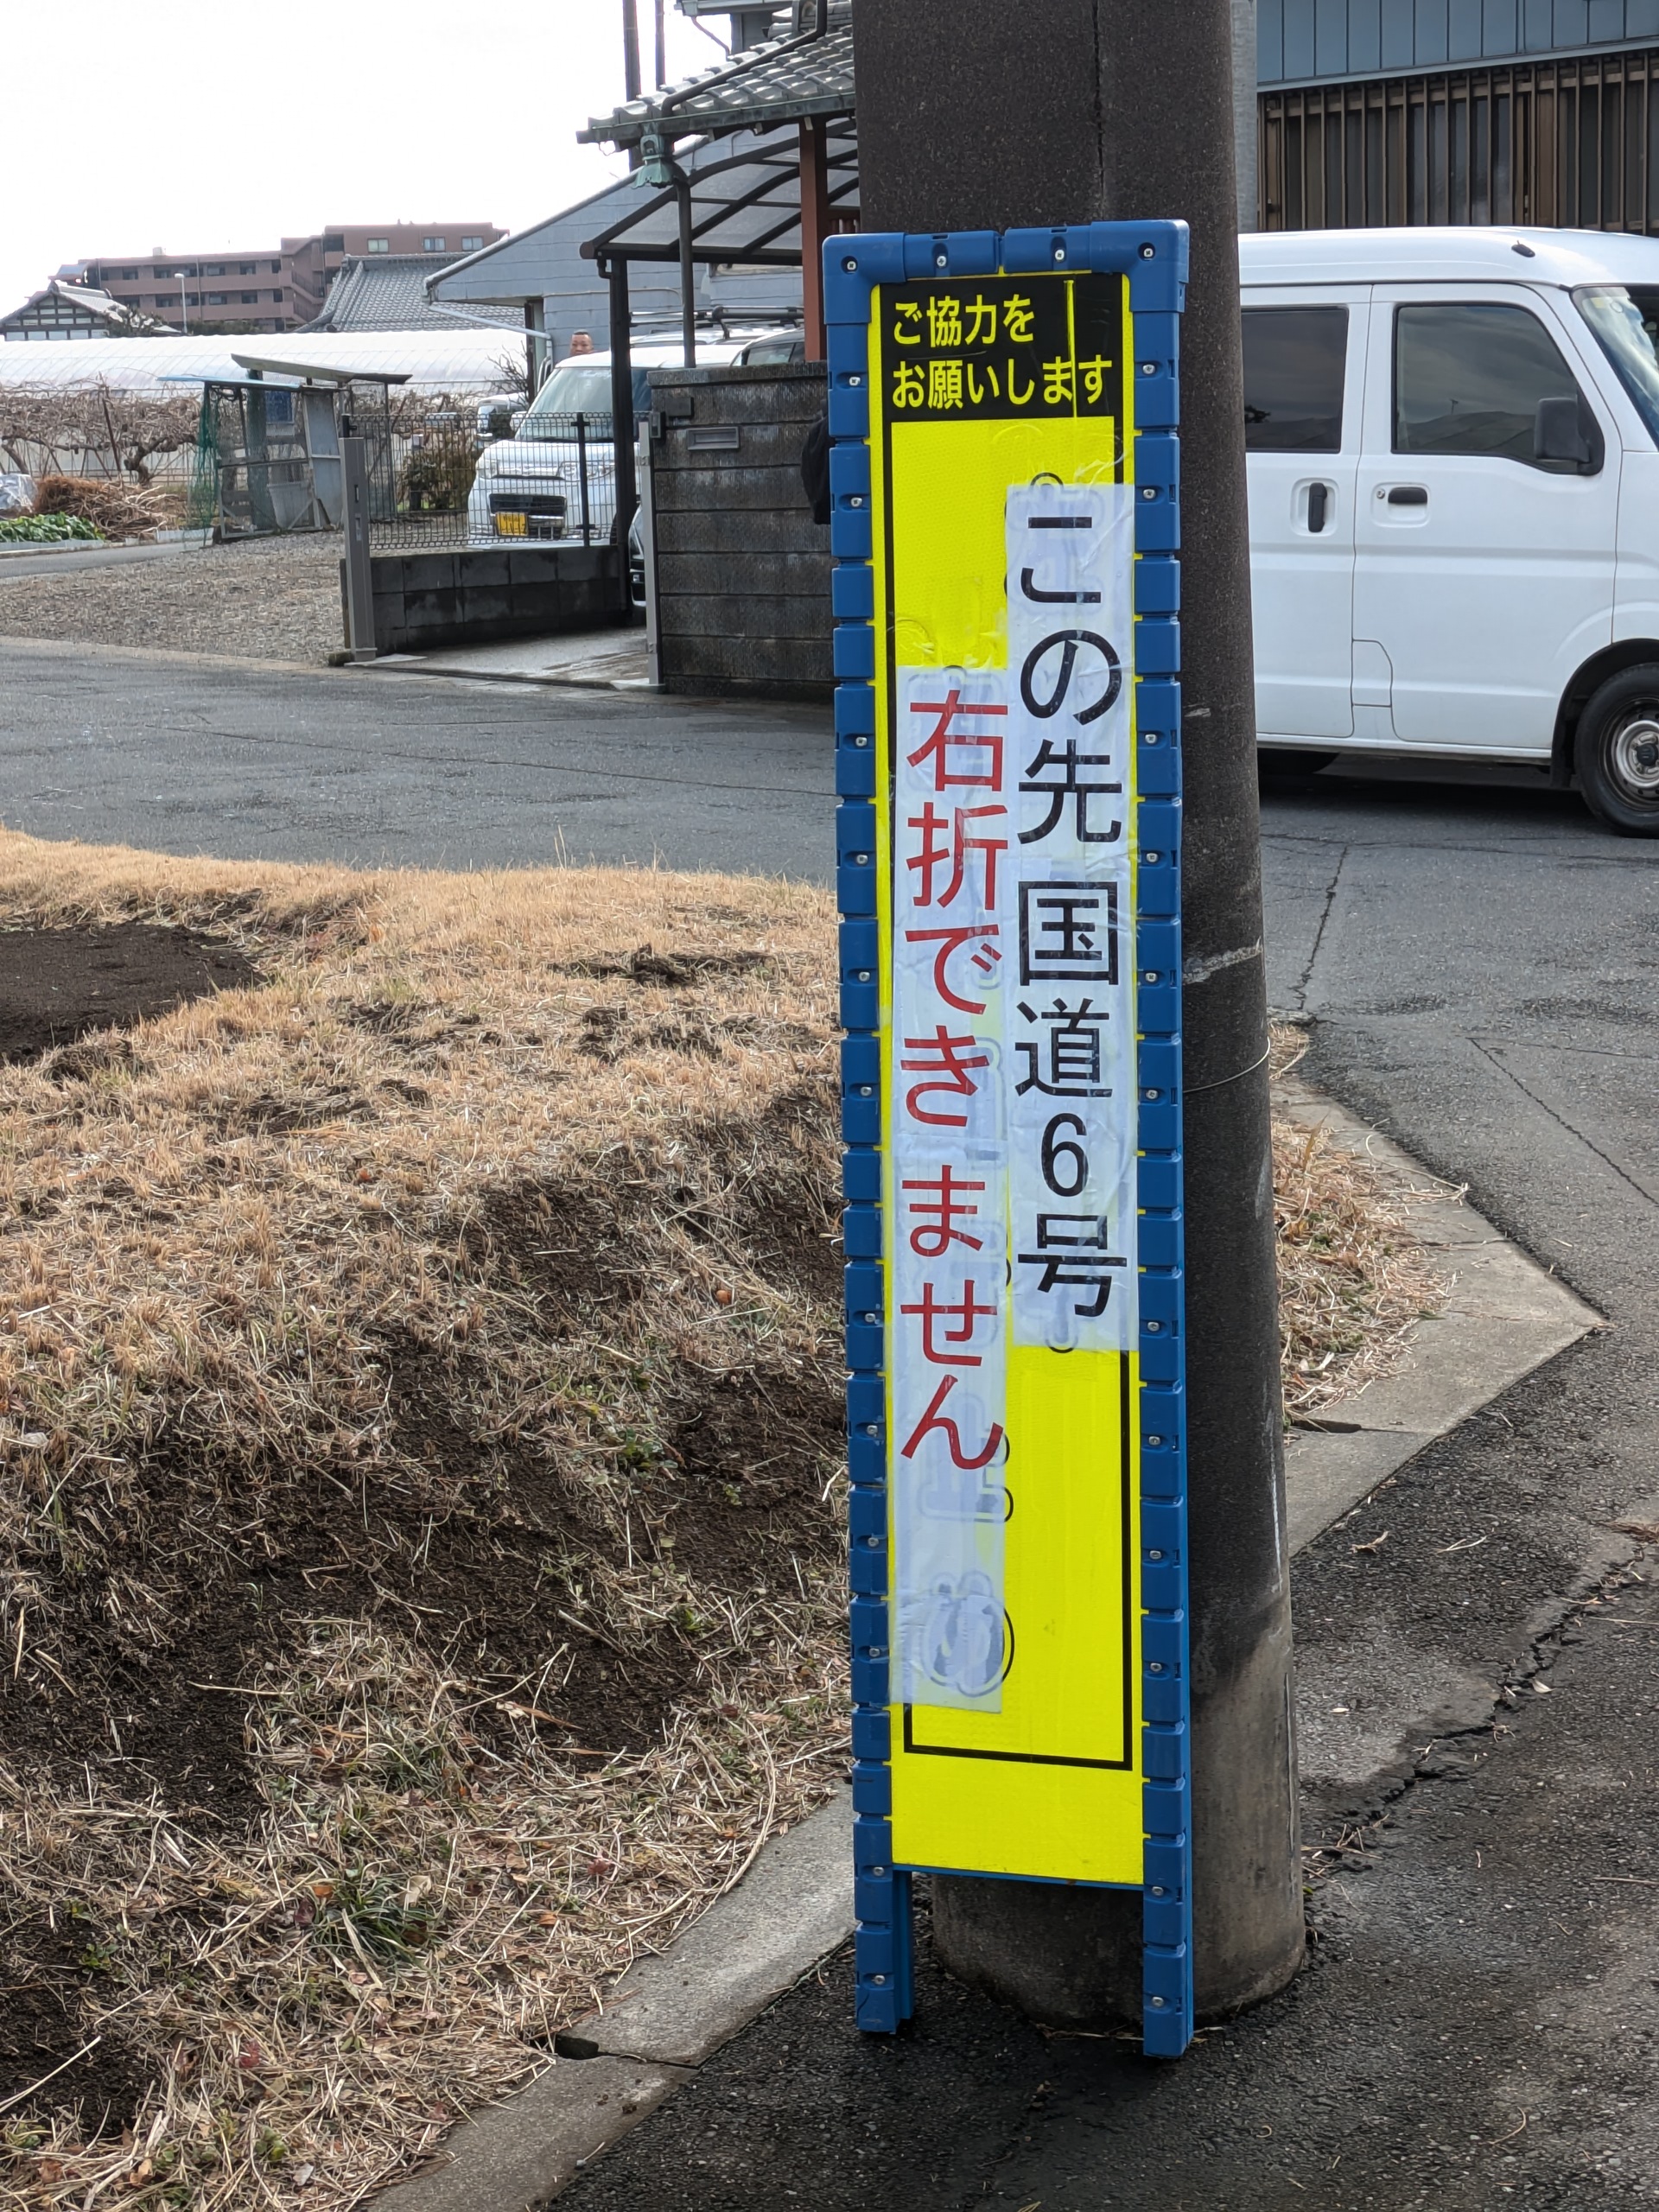 ご協力を
お願いします
この先国道6号
右折できません